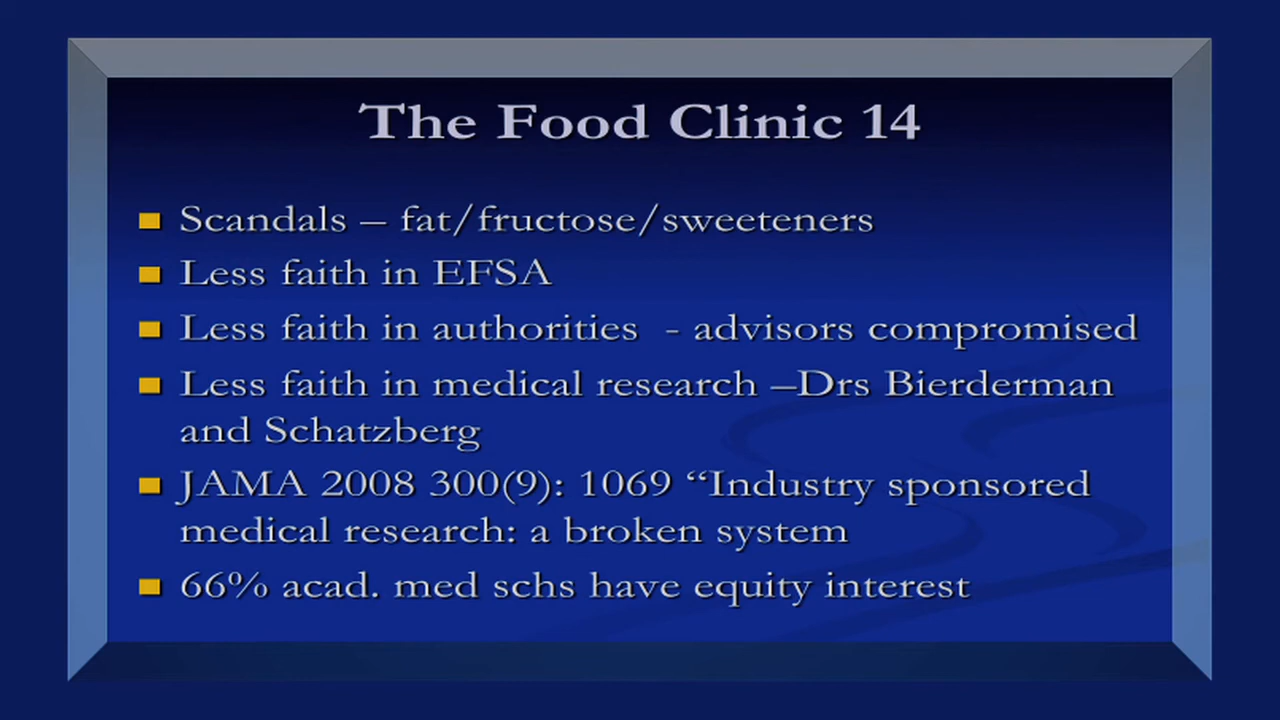 The Food Clinic 14
Scandals – fat/fructose/sweeteners
Less faith in EFSA
Less faith in authorities - advisors compromised
Less faith in medical research –Drs Bierderman
and Schatzberg
JAMA 2008 300(9): 1069 “Industry sponsored
medical research: a broken system
66% acad. med schs have equity interest